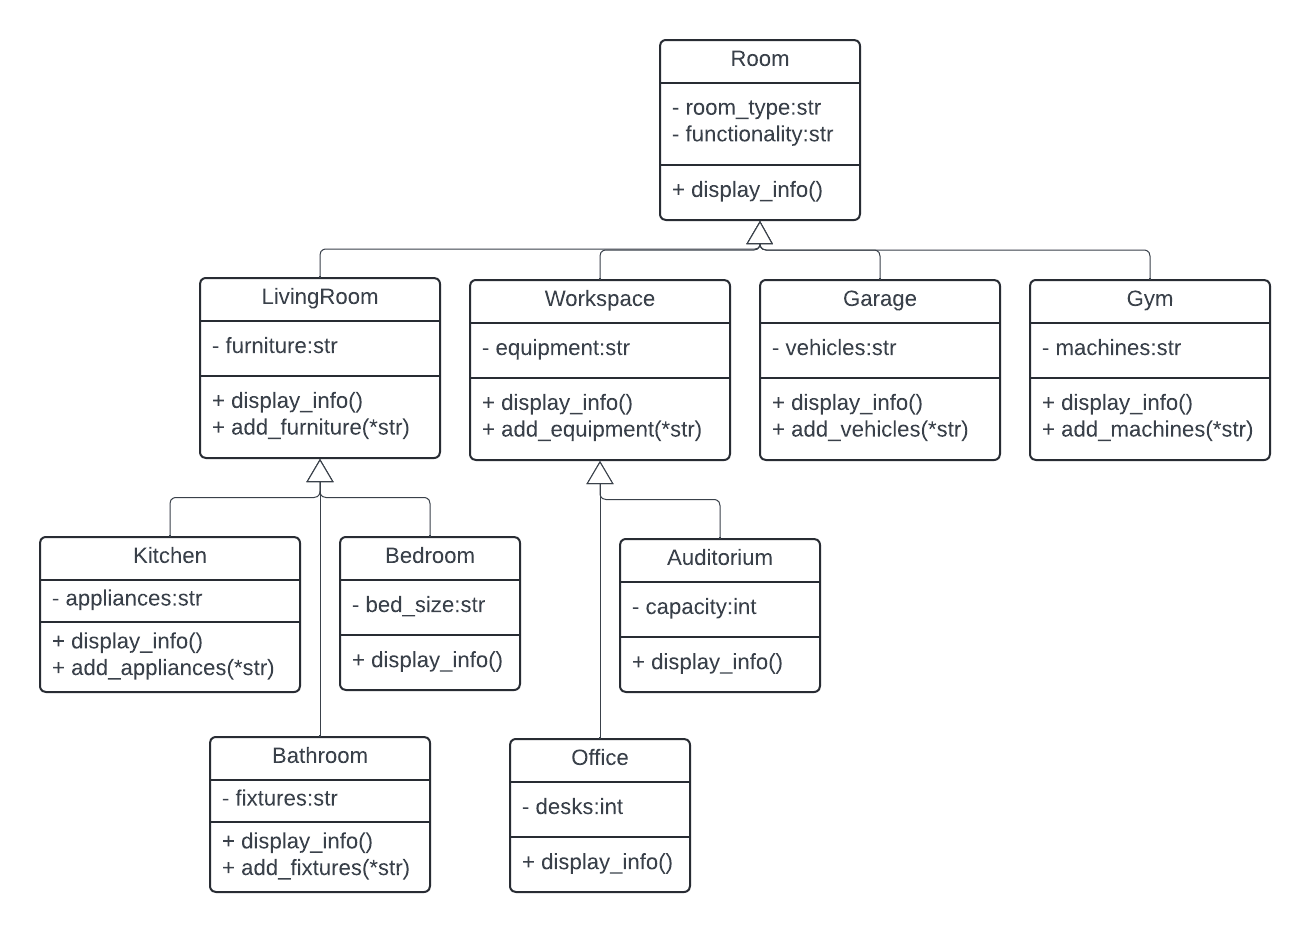 Room
- room_type:str
- functionality:str
+ display_info()
LivingRoom
- furniture:str
+ display_info()
+ add_furniture(*str)
Workspace
- equipment:str
+ display_info()
+ add_equipment(*str)
Garage
- vehicles:str
+ display_info()
+ add_vehicles(*str)
Gym
- machines:str
+ display_info()
+ add_machines(*str)
Kitchen
- appliances:str
+ display_info()
+ add_appliances(*str)
Bedroom
- bed_size:str
+ display_info()
Auditorium
- capacity:int
+ display_info()
Bathroom
- fixtures:str
+ display_info()
+ add_fixtures(*str)
Office
- desks:int
+ display_info()